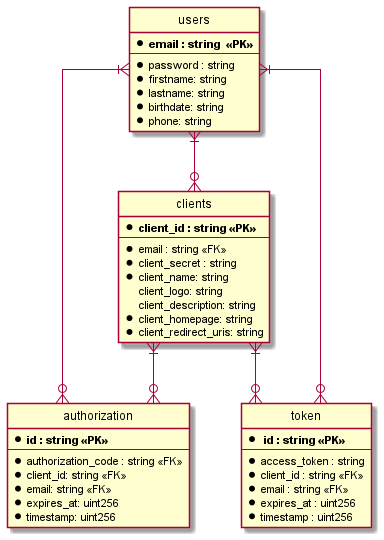 users
email : string «PK»
password : string
firstname: string
lastname: string
birthdate: string
phone: string
clients
client_id : string «PK»
email : string «FK»
client_secret : string
client_name: string
client_logo: string
client_description: string
client_homepage: string
client_redirect_uris: string
authorization
id : string «PK»
authorization_code : string «FK»
client_id: string «FK»
email: string «FK»
expires_at: uint256
timestamp: uint256
token
id : string «PK»
access_token : string
client_id : string «FK»
email : string «FK»
expires_at : uint256
timestamp : uint256